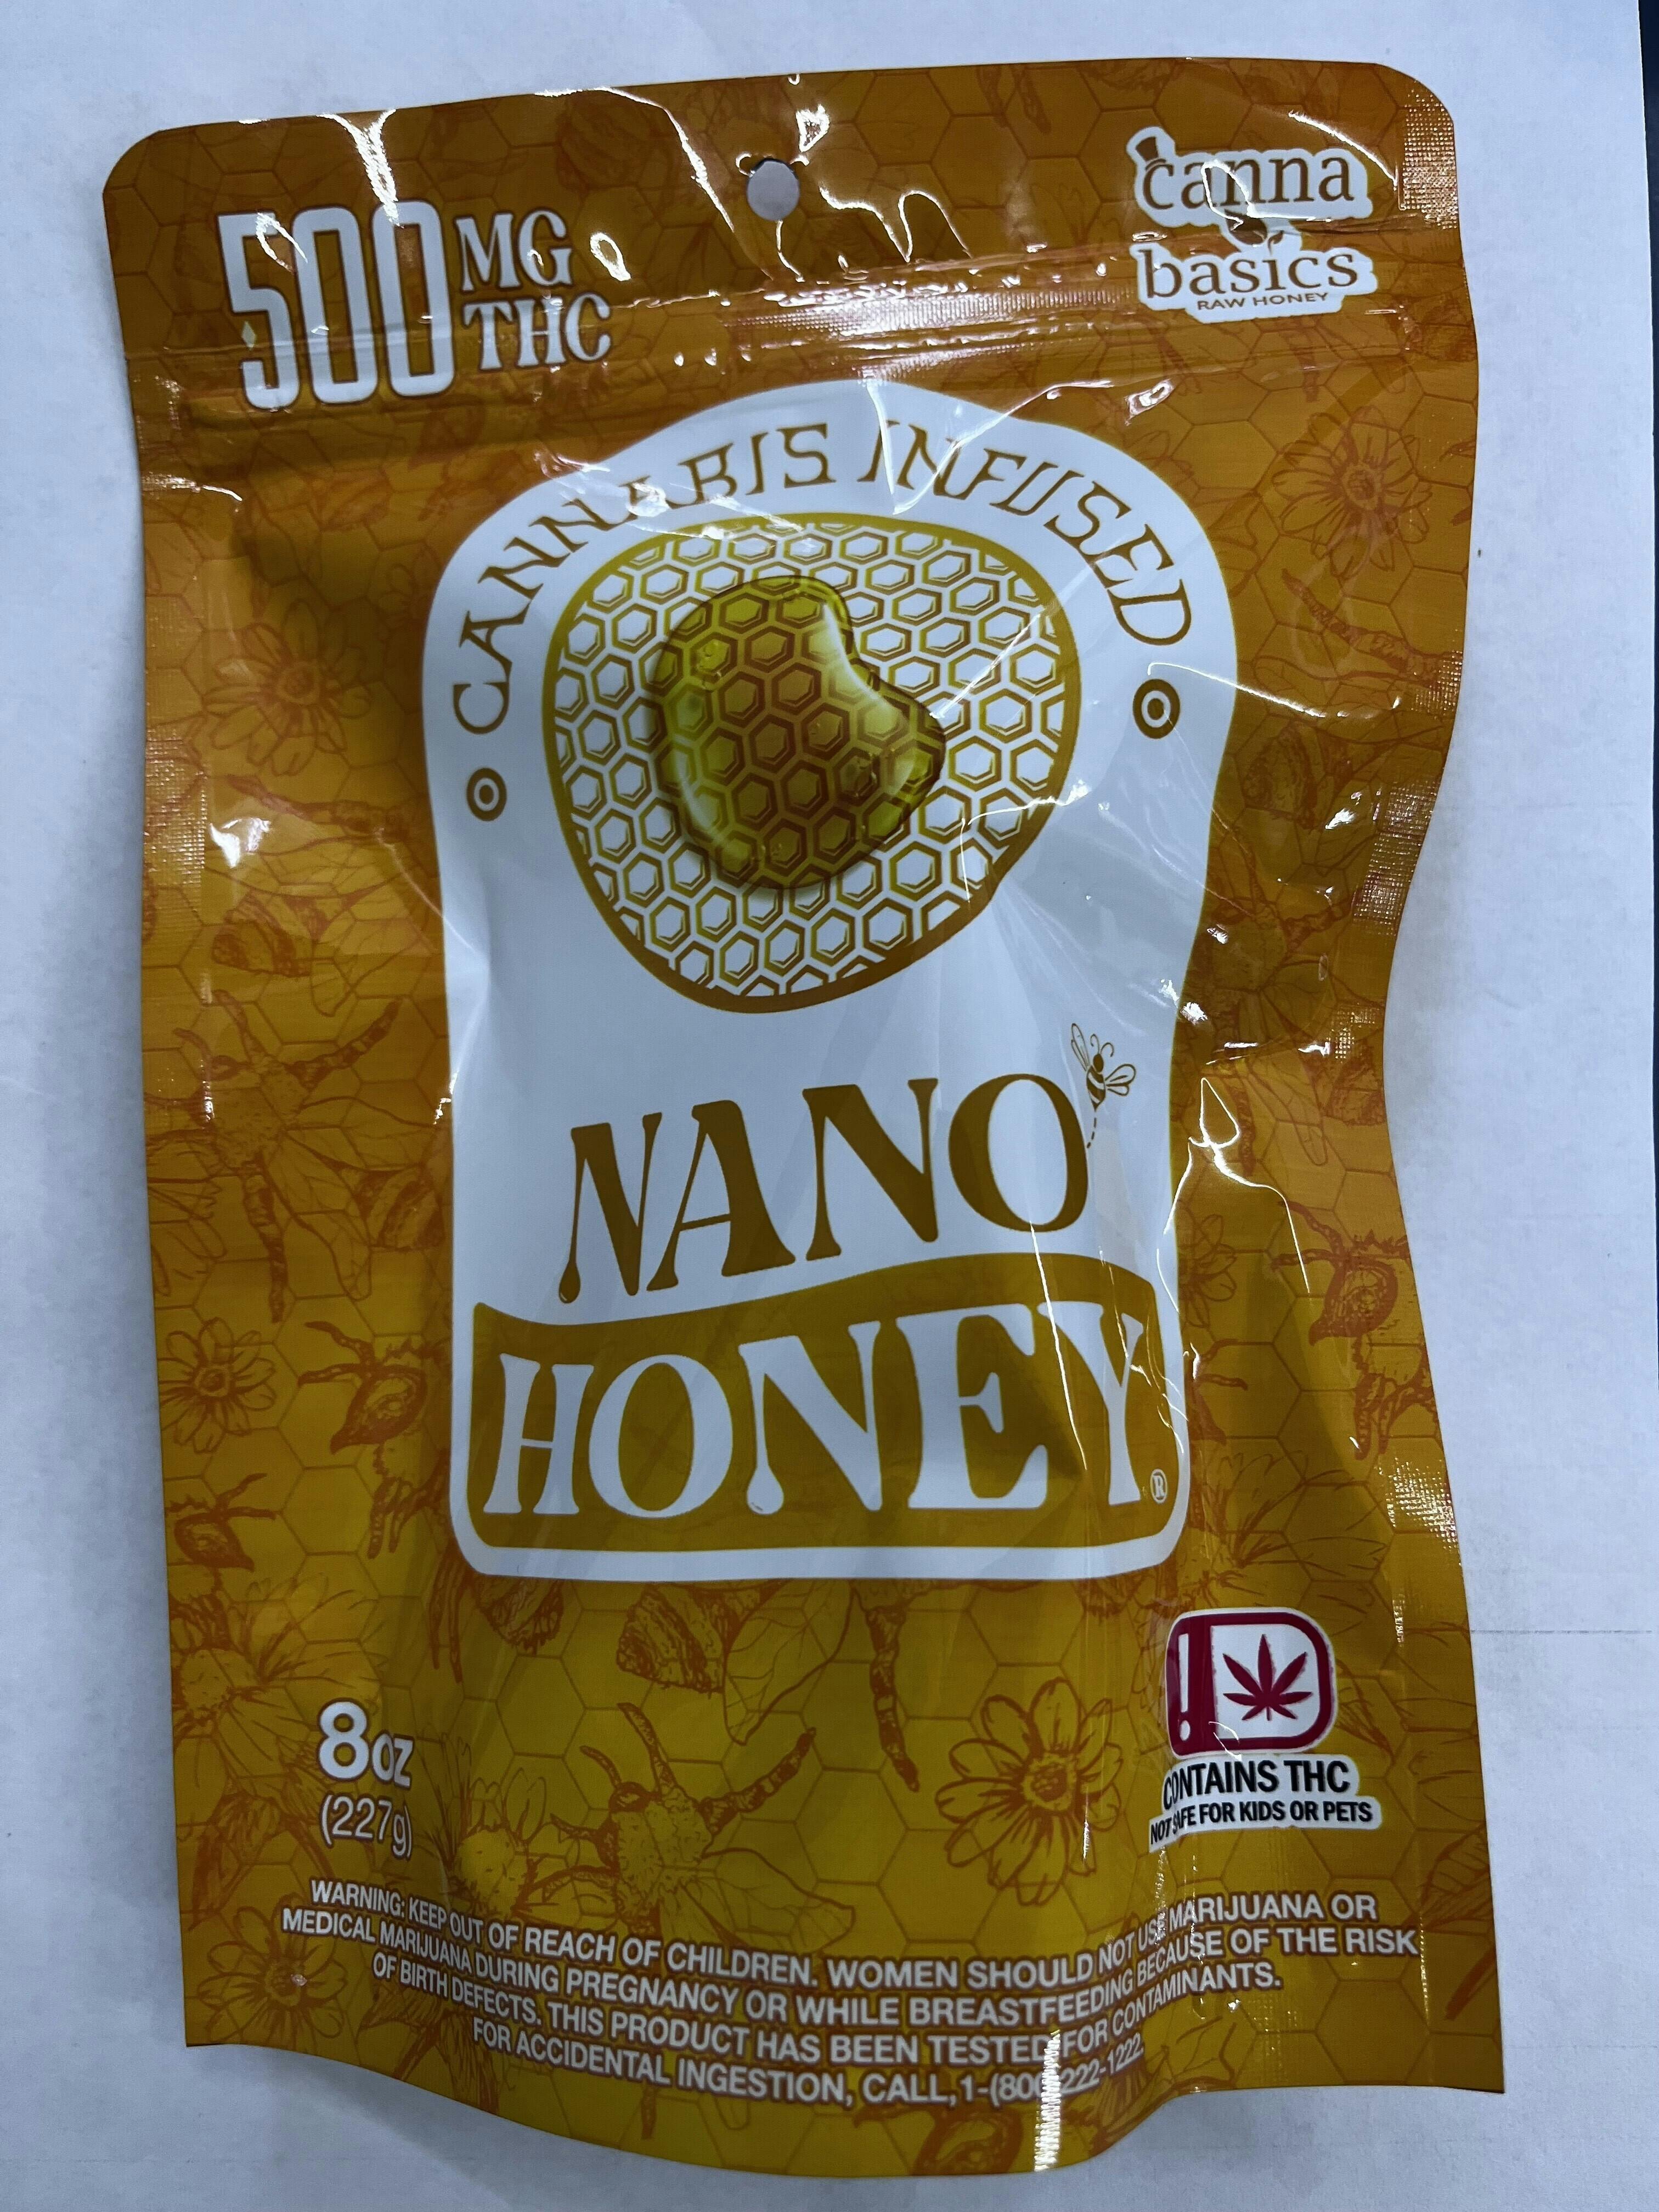 500 MG
THC
canna
basics
RAW HONEY
CANNABIS INFUSED
NANO
HONEY®
8oz
(227g)
!
CONTAINS THC
NOT SAFE FOR KIDS OR PETS
WARNING: KEEP OUT OF REACH OF CHILDREN. WOMEN SHOULD NOT USE MARIJUANA OR
MEDICAL MARIJUANA DURING PREGNANCY OR WHILE BREASTFEEDING BECAUSE OF THE RISK
OF BIRTH DEFECTS. THIS PRODUCT HAS BEEN TESTED FOR CONTAMINANTS.
FOR ACCIDENTAL INGESTION, CALL, 1-(800)222-1222.